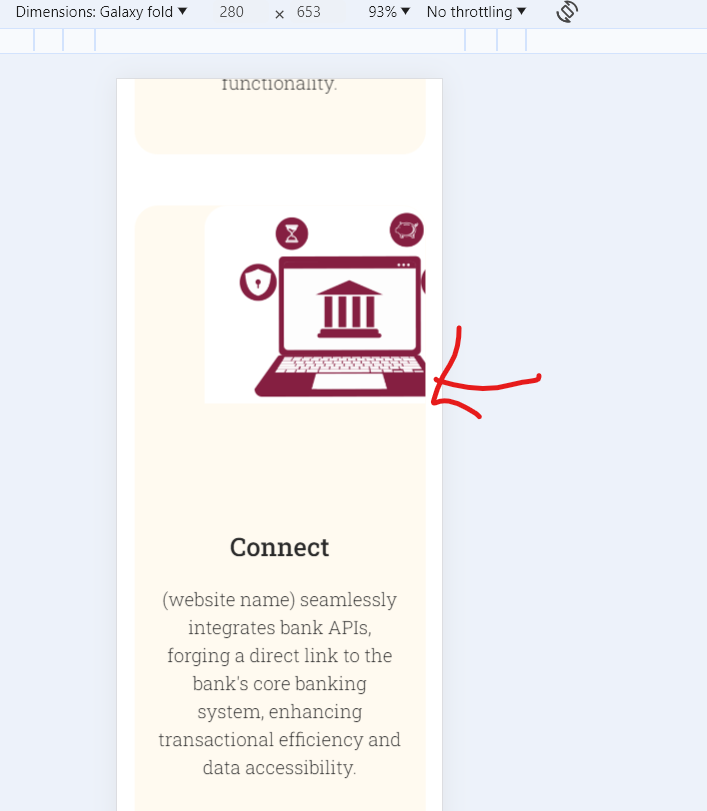 Dimensions: Galaxy fold ▼ 280 × 653 93% ▼ No throttling ▼
functionality.
Connect
(website name) seamlessly
integrates bank APIs,
forging a direct link to the
bank's core banking
system, enhancing
transactional efficiency and
data accessibility.